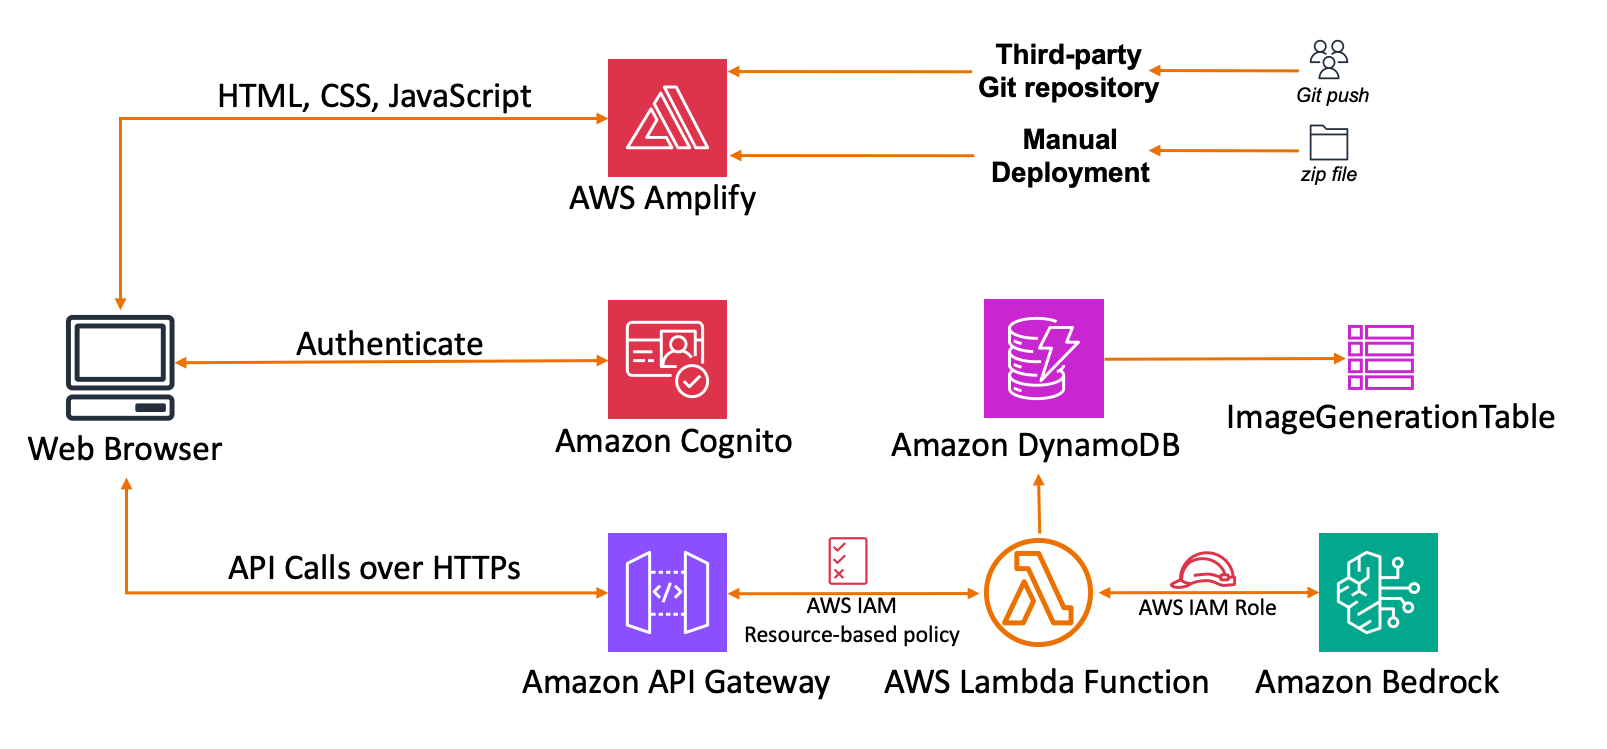 Third-party
Git repository
Git push
HTML, CSS, JavaScript
Manual
Deployment
zip file
AWS Amplify
Authenticate
Web Browser
Amazon Cognito
Amazon DynamoDB
ImageGenerationTable
API Calls over HTTPs
</>
AWS IAM
Resource-based policy
AWS IAM Role
Amazon API Gateway
AWS Lambda Function
Amazon Bedrock